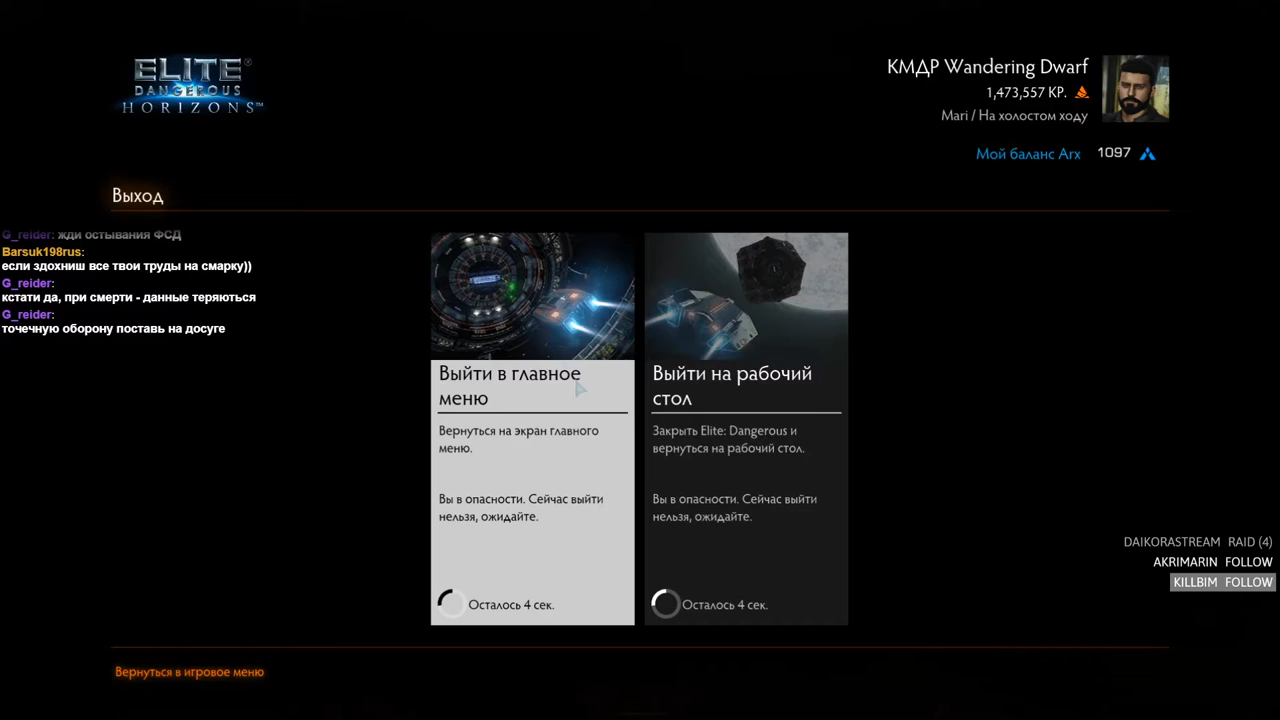 ELITE
DANGEROUS
HORIZONS™
КМДР Wandering Dwarf
1,473,557 КР.
Mari / На холостом ходу
Мой баланс Arx 1097
Выход
G_reider: жди остывания ФСД
Barsuk198rus:
если здохниш все твои труды на смарку))
G_reider:
кстати да, при смерти - данные теряються
G_reider:
точечную оборону поставь на досуге
Выйти в главное
меню
Вернуться на экран главного
меню.
Вы в опасности. Сейчас выйти
нельзя, ожидайте.
Осталось 4 сек.
Выйти на рабочий
стол
Закрыть Elite: Dangerous и
вернуться на рабочий стол.
Вы в опасности. Сейчас выйти
нельзя, ожидайте.
Осталось 4 сек.
DAIKORASTREAM RAID (4)
AKRIMARIN FOLLOW
KILLBIM FOLLOW
Вернуться в игровое меню